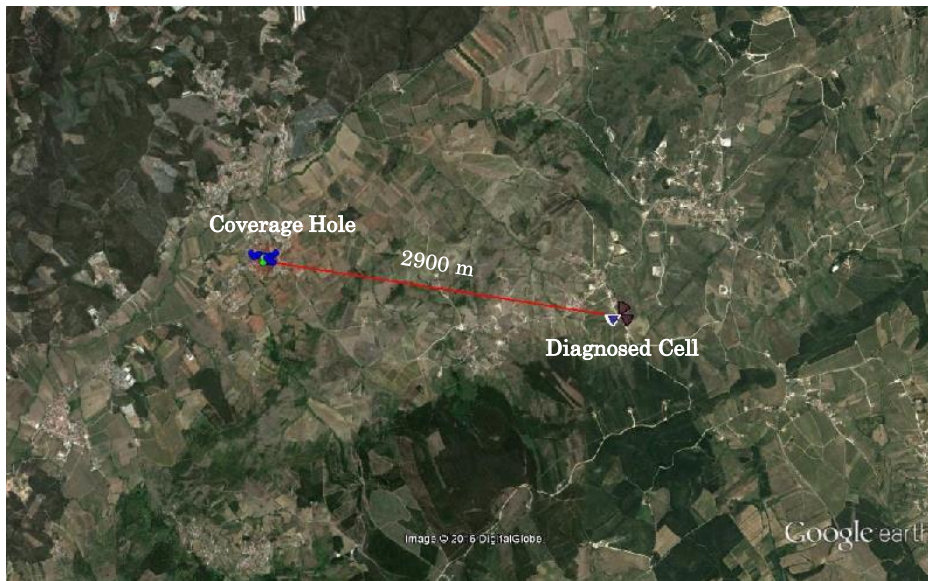 Coverage Hole
2900 m
Diagnosed Cell
Image © 2016 DigitalGlobe
Google earth